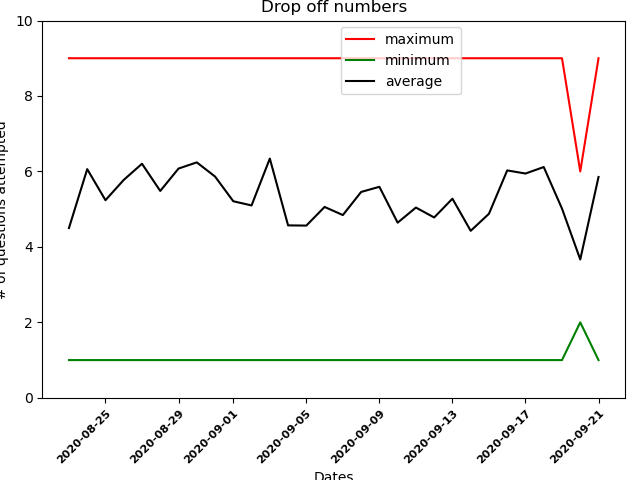 Drop off numbers
10
8
6
4
2
0
# of questions attempted
maximum
minimum
average
2020-08-25
2020-08-29
2020-09-01
2020-09-05
2020-09-09
2020-09-13
2020-09-17
2020-09-21
Dates